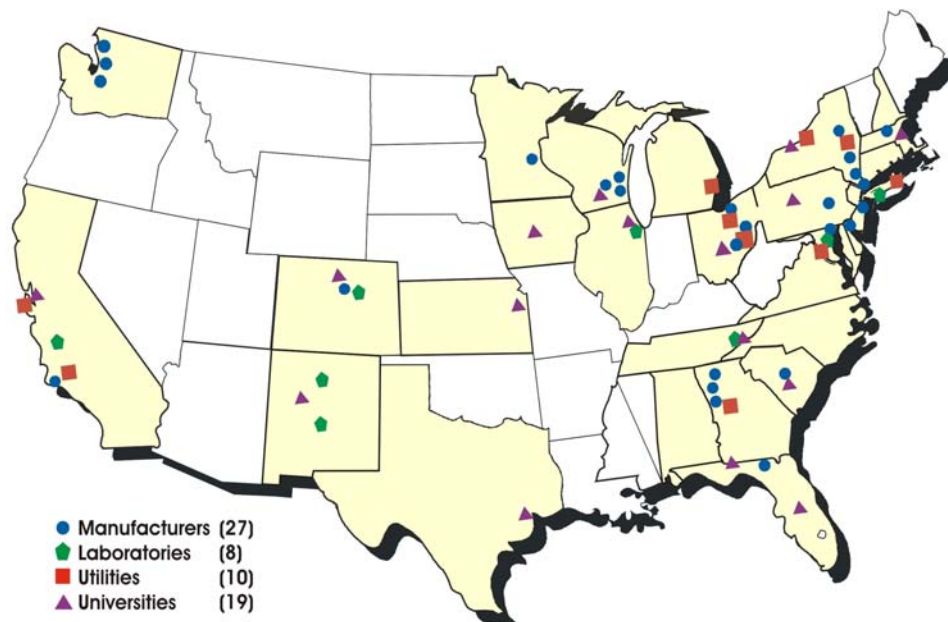 Manufacturers (27)
Laboratories (8)
Utilities (10)
Universities (19)